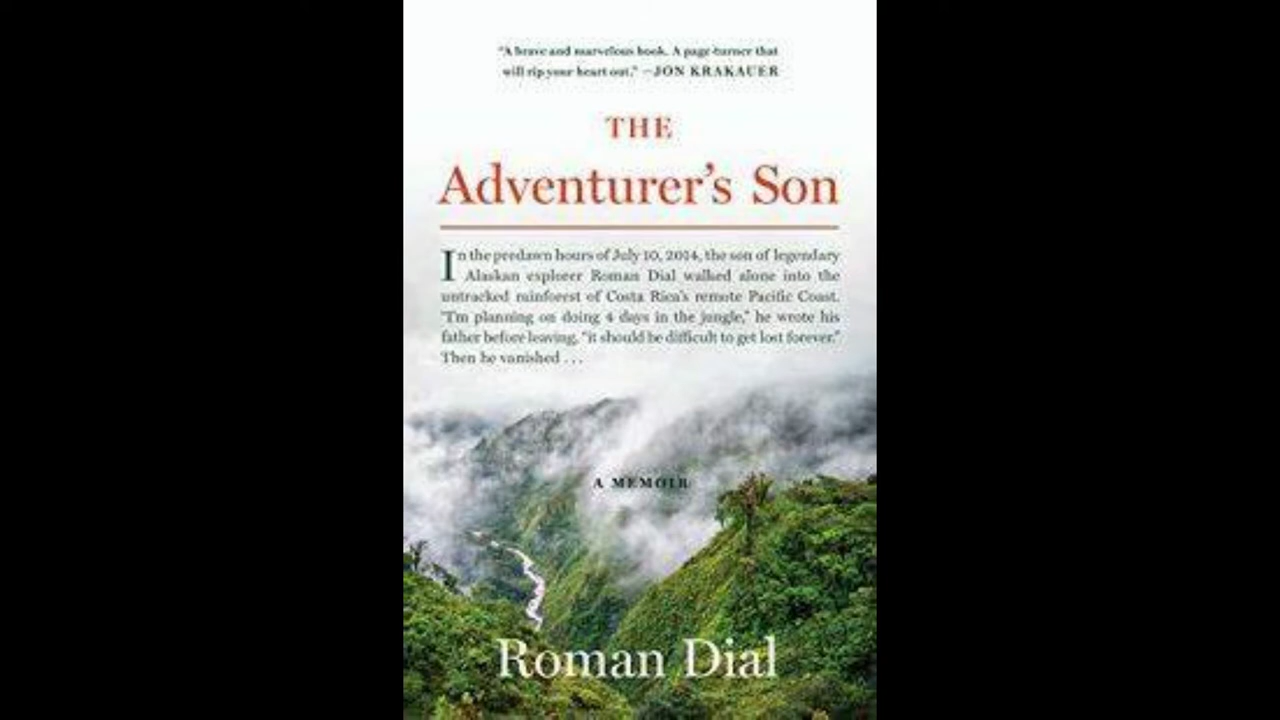 "A brave and marvelous book. A page-turner that
will rip your heart out." —JON KRAKAUER
THE
Adventurer's Son
In the predawn hours of July 10, 2014, the son of legendary
Alaskan explorer Roman Dial walked alone into the
untracked rainforest of Costa Rica's remote Pacific Coast.
"I'm planning on doing 4 days in the jungle," he wrote his
father before leaving, "it should be difficult to get lost forever."
Then he vanished . . .
A MEMOIR
Roman Dial